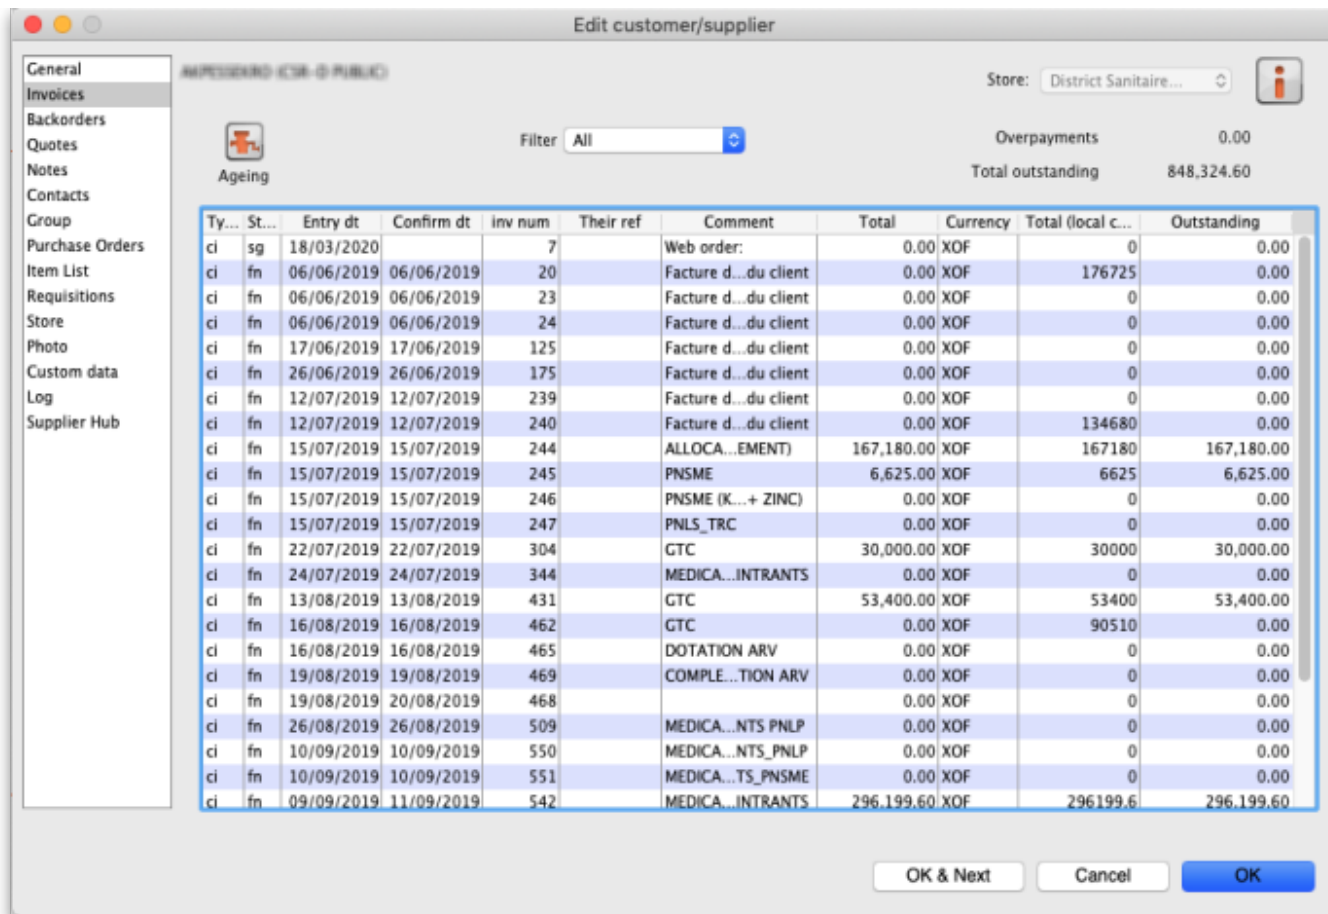 Edit customer/supplier
General
Invoices
Backorders
Quotes
Notes
Contacts
Group
Purchase Orders
Item List
Requisitions
Store
Photo
Custom data
Log
Supplier Hub
Store: District Sanitaire...
Ageing
Filter All
Overpayments 0.00
Total outstanding 848,324.60
Ty... St... Entry dt Confirm dt inv num Their ref Comment Total Currency Total (local c... Outstanding
ci sg 18/03/2020 7 Web order: 0.00 XOF 0 0.00
ci fn 06/06/2019 06/06/2019 20 Facture d...du client 0.00 XOF 176725 0.00
ci fn 06/06/2019 06/06/2019 23 Facture d...du client 0.00 XOF 0 0.00
ci fn 06/06/2019 06/06/2019 24 Facture d...du client 0.00 XOF 0 0.00
ci fn 17/06/2019 17/06/2019 125 Facture d...du client 0.00 XOF 0 0.00
ci fn 26/06/2019 26/06/2019 175 Facture d...du client 0.00 XOF 0 0.00
ci fn 12/07/2019 12/07/2019 239 Facture d...du client 0.00 XOF 0 0.00
ci fn 12/07/2019 12/07/2019 240 Facture d...du client 0.00 XOF 134680 0.00
ci fn 15/07/2019 15/07/2019 244 ALLOCA...EMENT) 167,180.00 XOF 167180 167,180.00
ci fn 15/07/2019 15/07/2019 245 PNSME 6,625.00 XOF 6625 6,625.00
ci fn 15/07/2019 15/07/2019 246 PNSME (K...+ ZINC) 0.00 XOF 0 0.00
ci fn 15/07/2019 15/07/2019 247 PNLS_TRC 0.00 XOF 0 0.00
ci fn 22/07/2019 22/07/2019 304 GTC 30,000.00 XOF 30000 30,000.00
ci fn 24/07/2019 24/07/2019 344 MEDICA...INTRANTS 0.00 XOF 0 0.00
ci fn 13/08/2019 13/08/2019 431 GTC 53,400.00 XOF 53400 53,400.00
ci fn 16/08/2019 16/08/2019 462 GTC 0.00 XOF 90510 0.00
ci fn 16/08/2019 16/08/2019 465 DOTATION ARV 0.00 XOF 0 0.00
ci fn 19/08/2019 19/08/2019 469 COMPLE...TION ARV 0.00 XOF 0 0.00
ci fn 19/08/2019 20/08/2019 468 0.00 XOF 0 0.00
ci fn 26/08/2019 26/08/2019 509 MEDICA...NTS PNLP 0.00 XOF 0 0.00
ci fn 10/09/2019 10/09/2019 550 MEDICA...NTS_PNLP 0.00 XOF 0 0.00
ci fn 10/09/2019 10/09/2019 551 MEDICA...TS_PNSME 0.00 XOF 0 0.00
ci fn 09/09/2019 11/09/2019 542 MEDICA...INTRANTS 296,199.60 XOF 296199.6 296,199.60
OK & Next
Cancel
OK